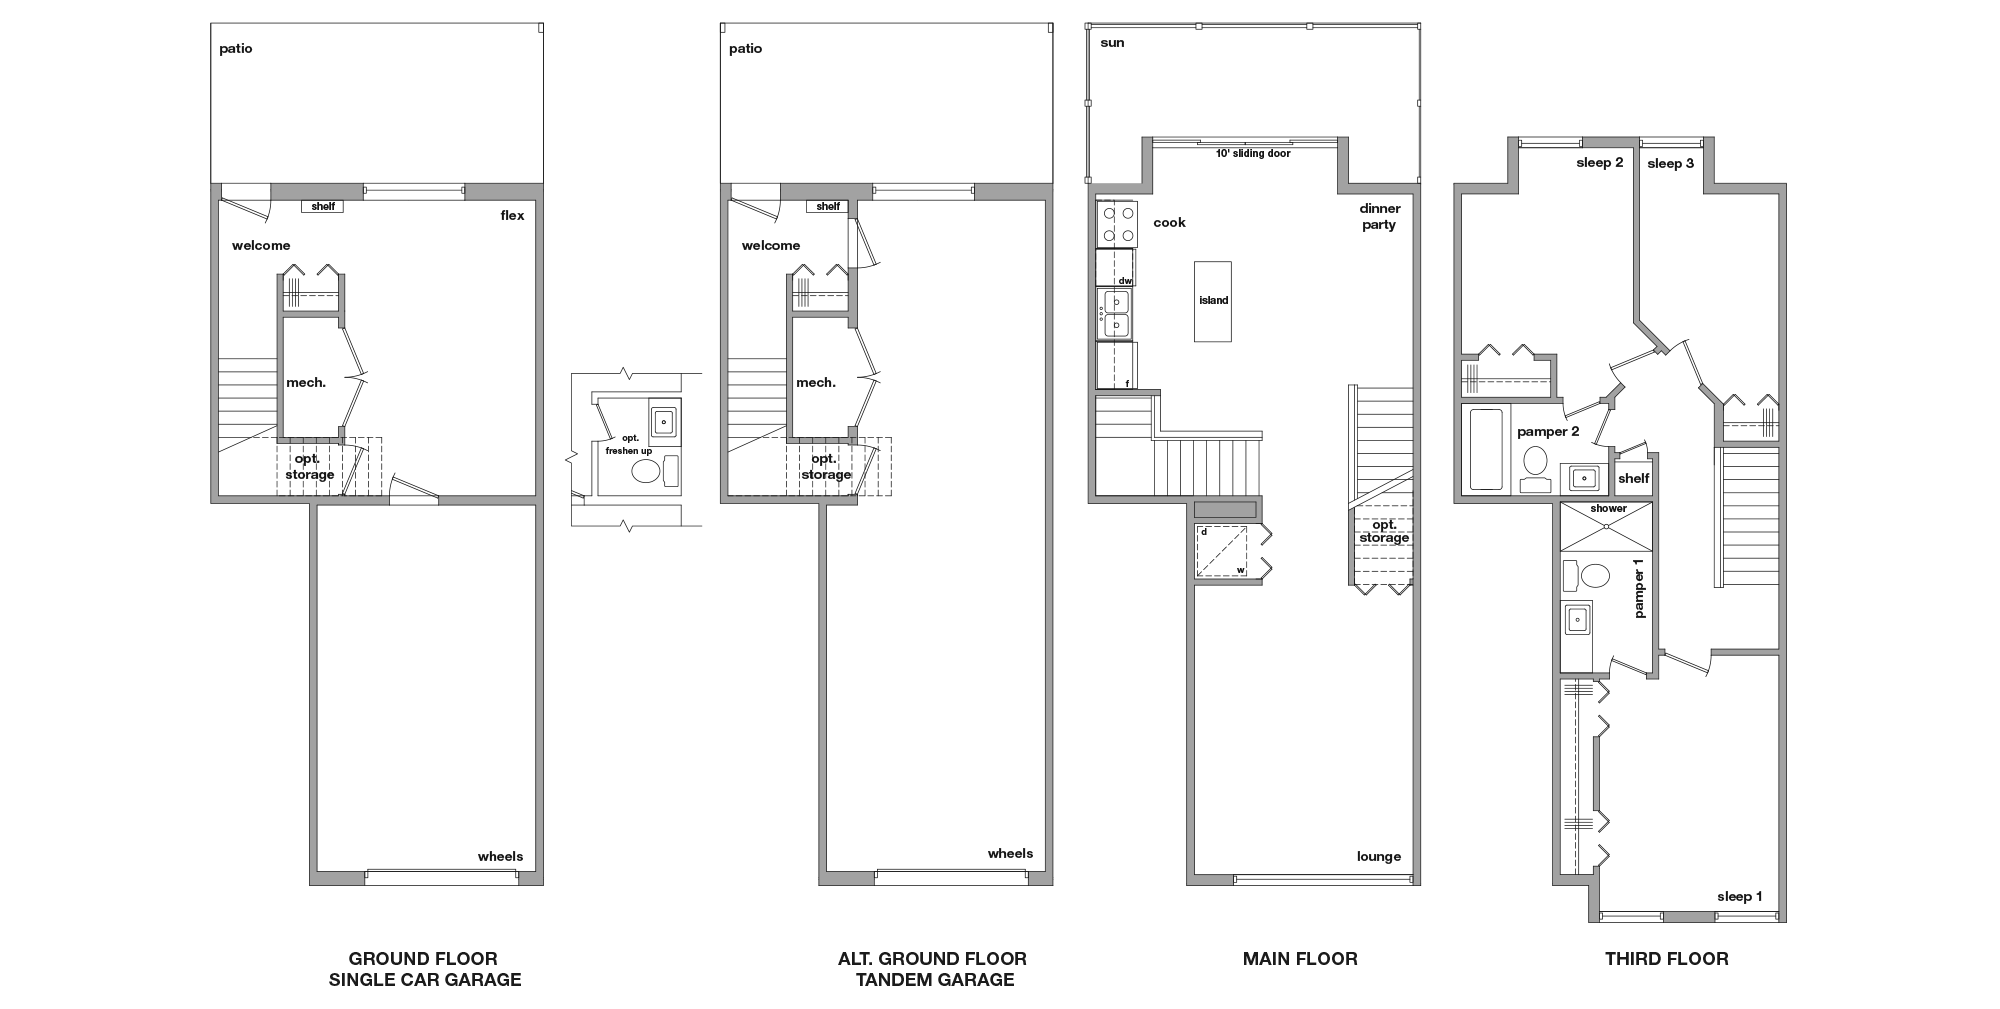 patio
shelf
flex
welcome
mech.
opt.
storage
wheels
GROUND FLOOR
SINGLE CAR GARAGE
opt.
freshen up
patio
shelf
welcome
mech.
opt.
storage
wheels
ALT. GROUND FLOOR
TANDEM GARAGE
sun
10' sliding door
cook
dinner
party
dw
island
f
opt.
storage
d
w
lounge
MAIN FLOOR
sleep 2
sleep 3
pamper 2
shelf
shower
pamper 1
sleep 1
THIRD FLOOR